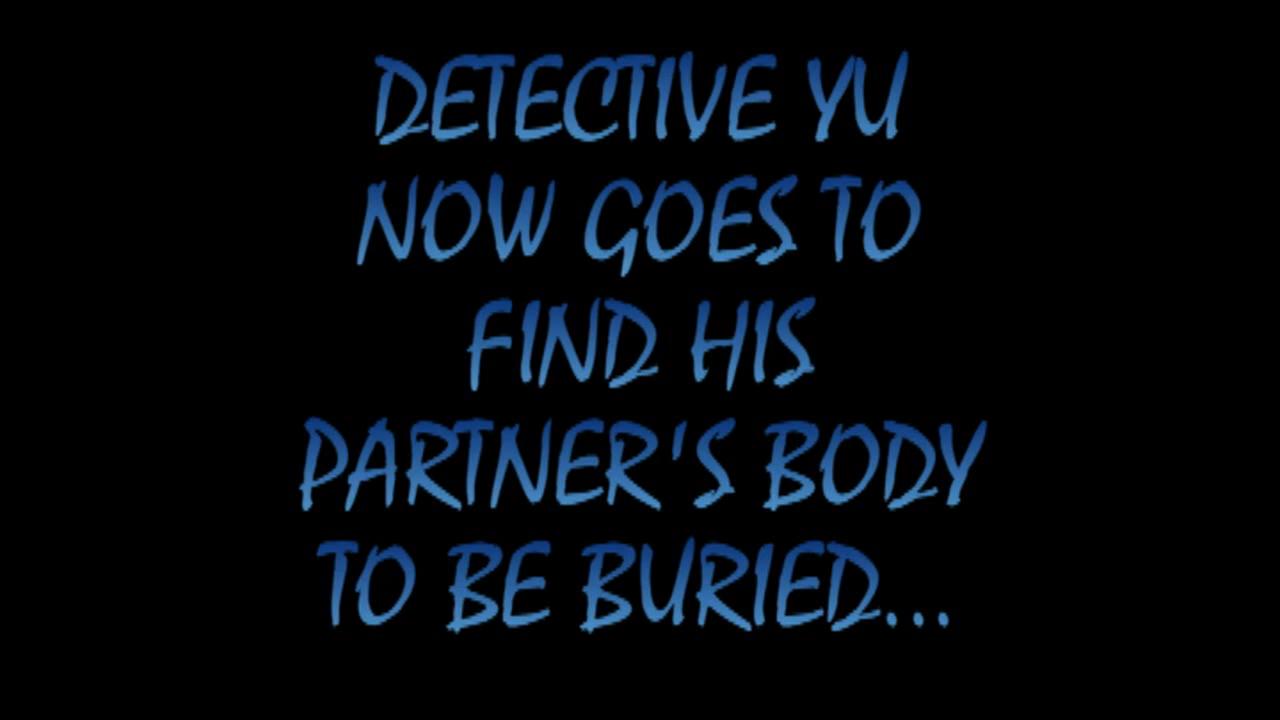 DETECTIVE YU
NOW GOES TO
FIND HIS
PARTNER'S BODY
TO BE BURIED...